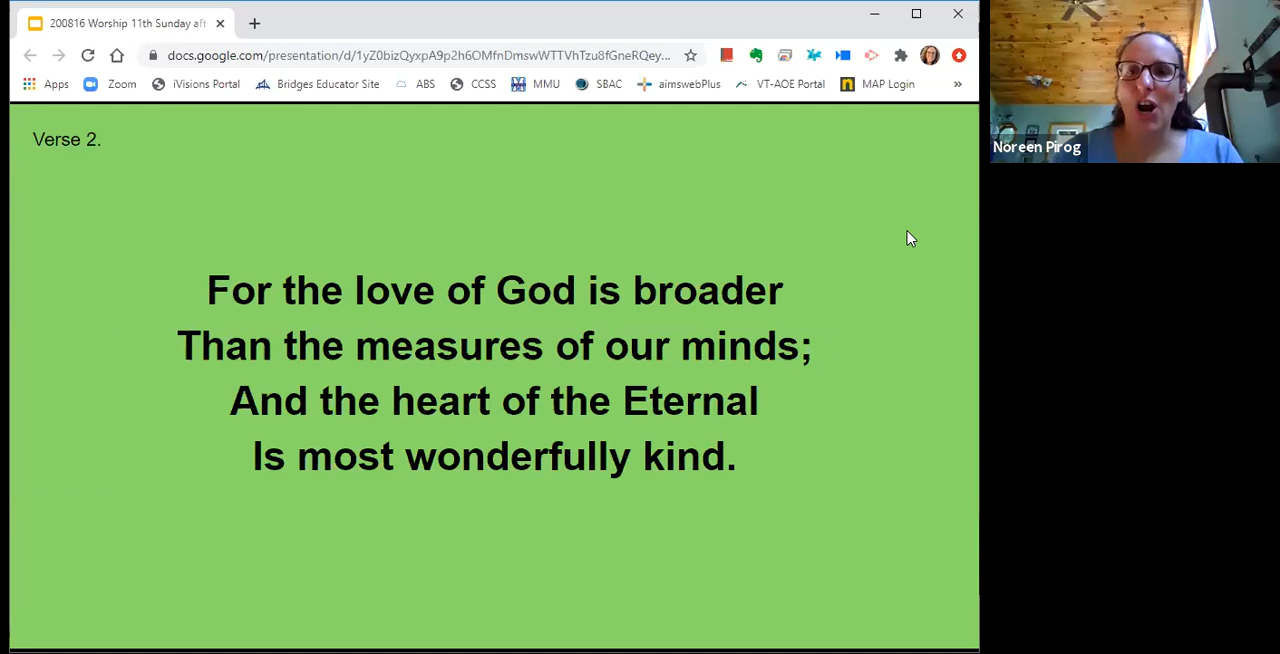 200816 Worship 11th Sunday aft
docs.google.com/presentation/d/1yZ0bizQyxpA9p2h6OMfnDmswWTTVhTzu8fGneRQey...
Apps Zoom iVisions Portal Bridges Educator Site ABS CCSS MMU SBAC aimswebPlus VT-AOE Portal MAP Login »
Verse 2.
For the love of God is broader
Than the measures of our minds;
And the heart of the Eternal
Is most wonderfully kind.
Noreen Pirog